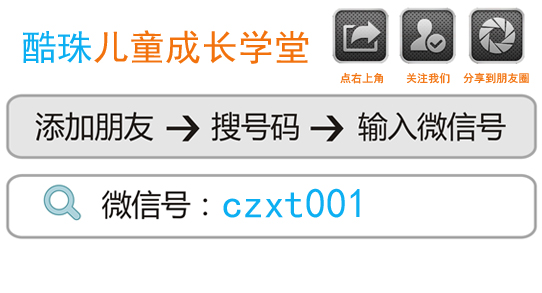 酷珠儿童成长学堂
点右上角 关注我们 分享到朋友圈
添加朋友 → 搜号码 → 输入微信号
微信号：czxt001